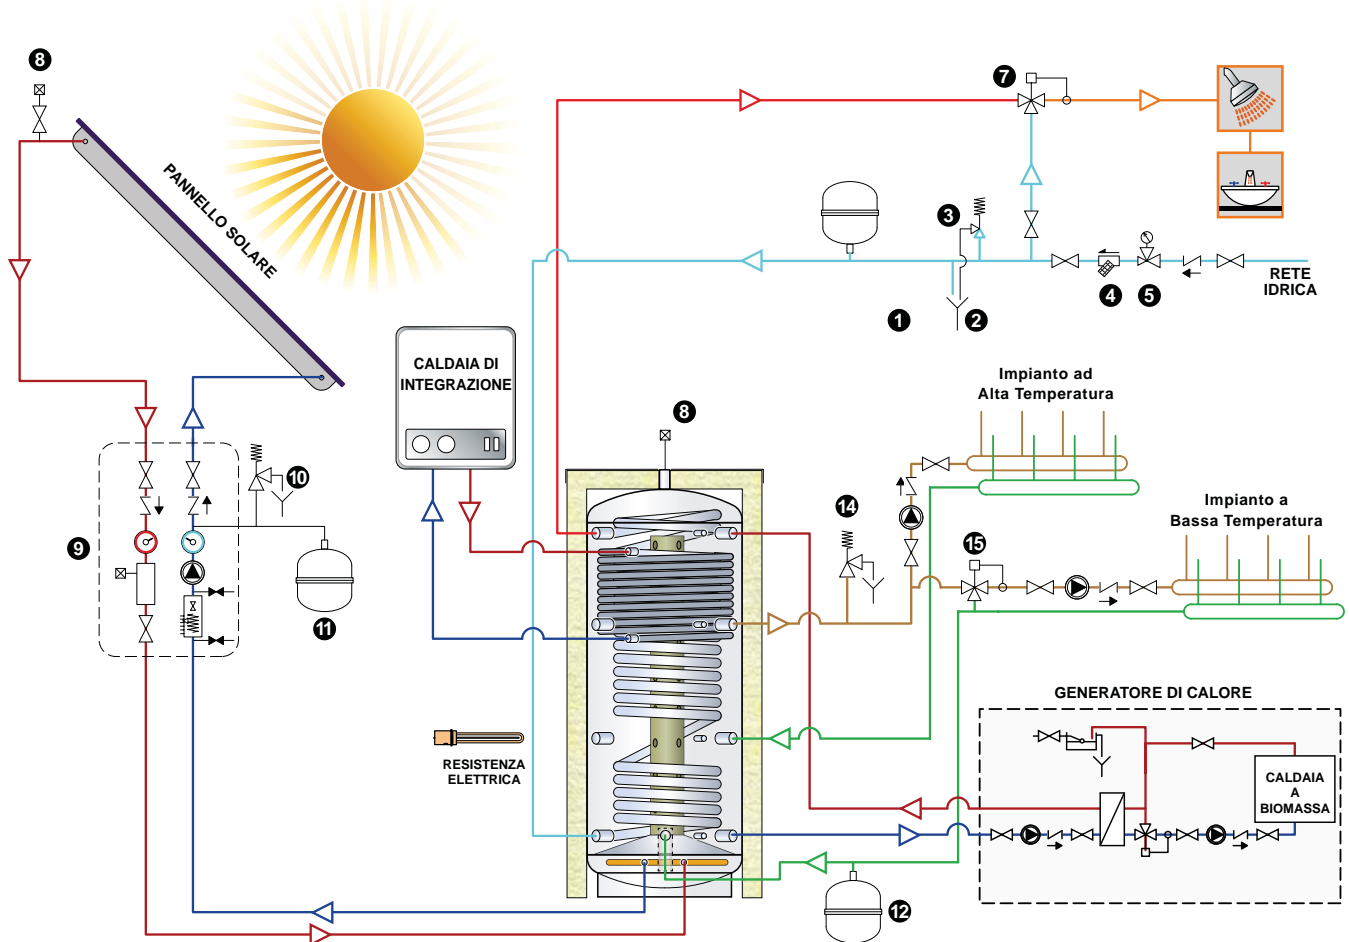 8
7
PANNELLO SOLARE
3
4
5
RETE
IDRICA
1
2
CALDAIA DI
INTEGRAZIONE
Impianto ad
Alta Temperatura
8
10
14
Impianto a
Bassa Temperatura
9
15
11
GENERATORE DI CALORE
RESISTENZA
ELETTRICA
CALDAIA
A
BIOMASSA
12